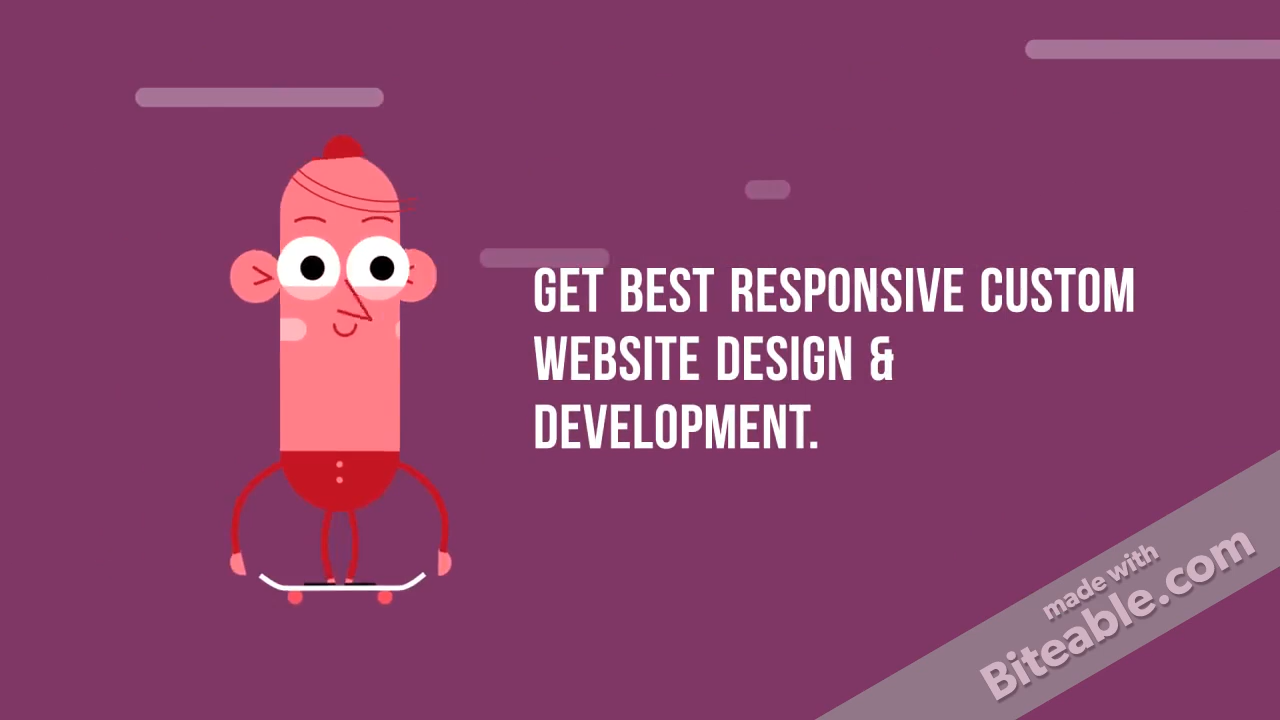 GET BEST RESPONSIVE CUSTOM
WEBSITE DESIGN &
DEVELOPMENT.
made with
Biteable.com